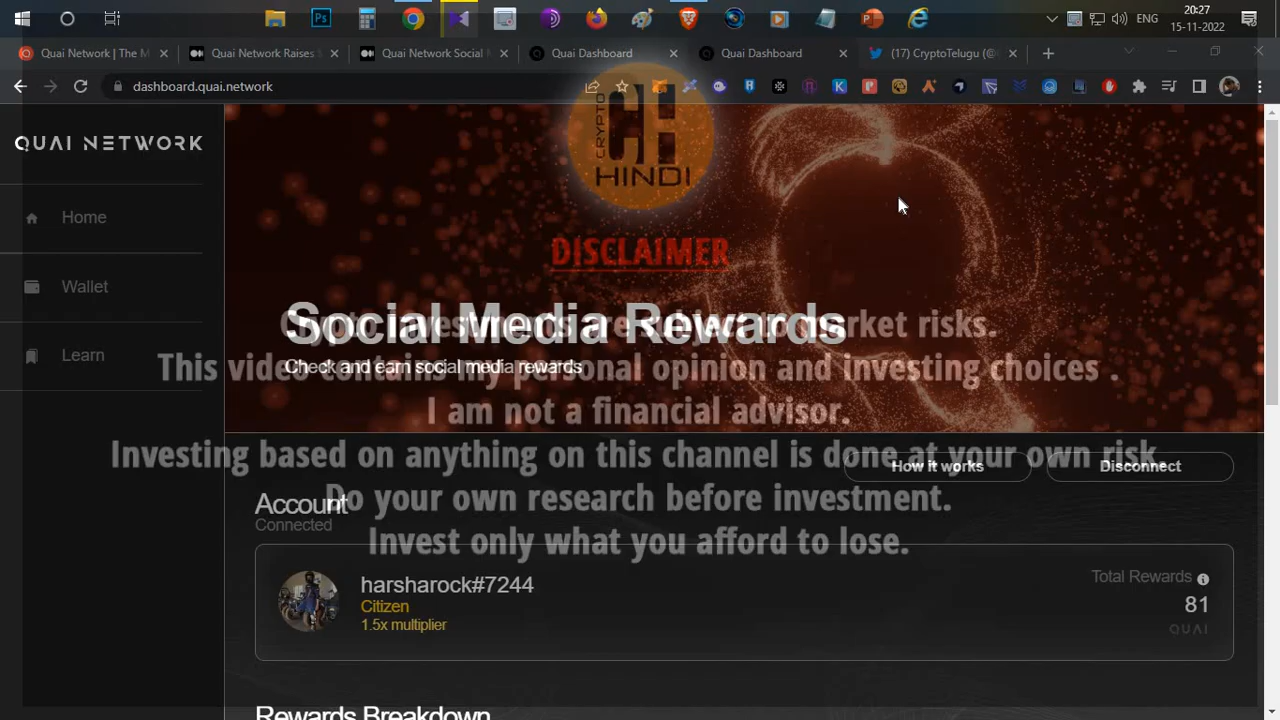 ENG
20:27
15-11-2022
Quai Network | The M
Quai Network Raises
Quai Network Social
Quai Dashboard
Quai Dashboard
(17) CryptoTelugu (@
dashboard.quai.network
QUAI NETWORK
Home
Wallet
Learn
CRYPTO
CH
HINDI
DISCLAIMER
Social Media Rewards
Check and earn social media rewards
Crypto investments are subject to market risks.
This video contains my personal opinion and investing choices .
I am not a financial advisor.
Investing based on anything on this channel is done at your own risk.
Do your own research before investment.
Invest only what you afford to lose.
How it works
Disconnect
Account
Connected
harsharock#7244
Citizen
1.5x multiplier
Total Rewards
81
QUAI
Rewards Breakdown